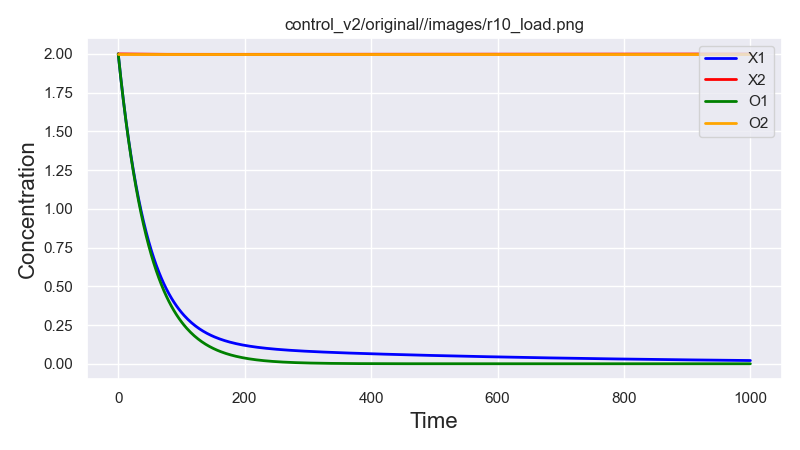 control_v2/original//images/r10_load.png
Concentration
2.00
1.75
1.50
1.25
1.00
0.75
0.50
0.25
0.00
X1
X2
O1
O2
0 200 400 600 800 1000
Time